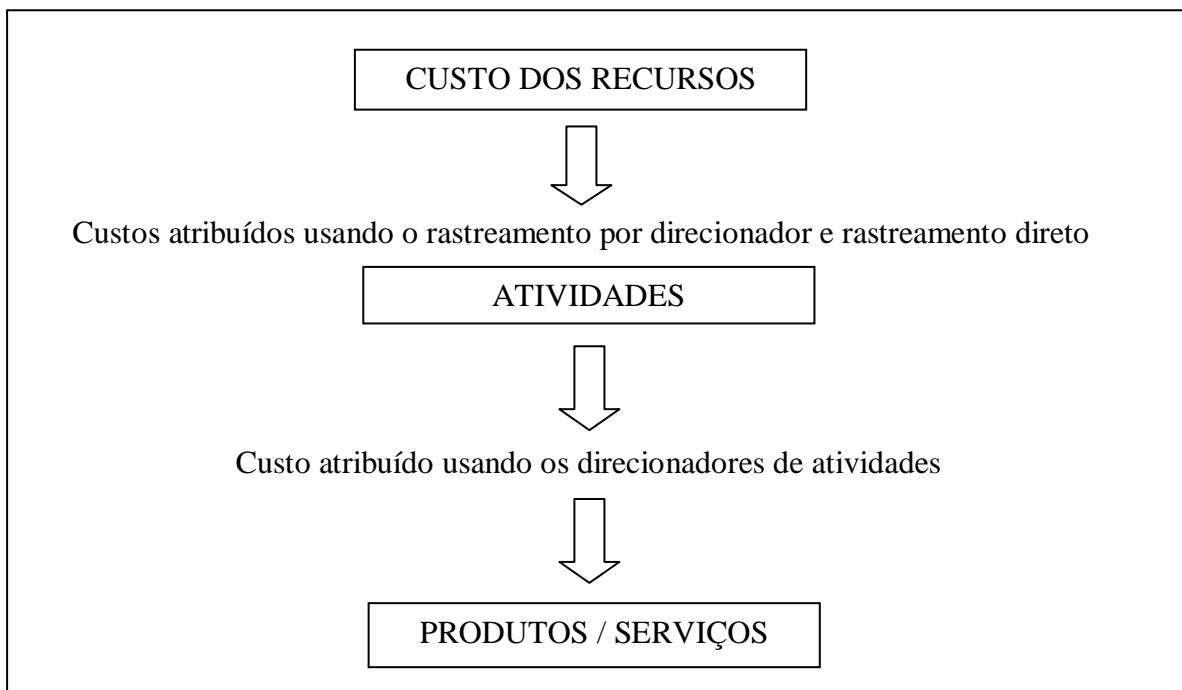 CUSTO DOS RECURSOS
Custos atribuídos usando o rastreamento por direcionador e rastreamento direto
ATIVIDADES
Custo atribuído usando os direcionadores de atividades
PRODUTOS / SERVIÇOS